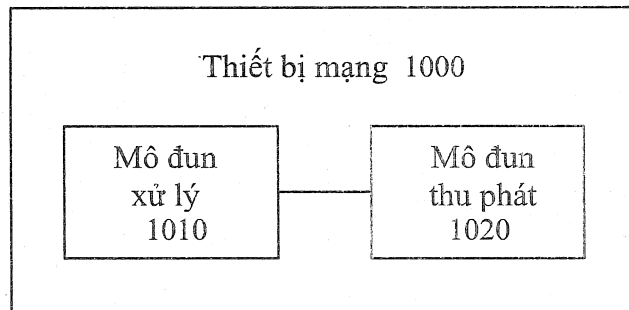 Thiết bị mạng 1000
Mô đun
xử lý
1010
Mô đun
thu phát
1020